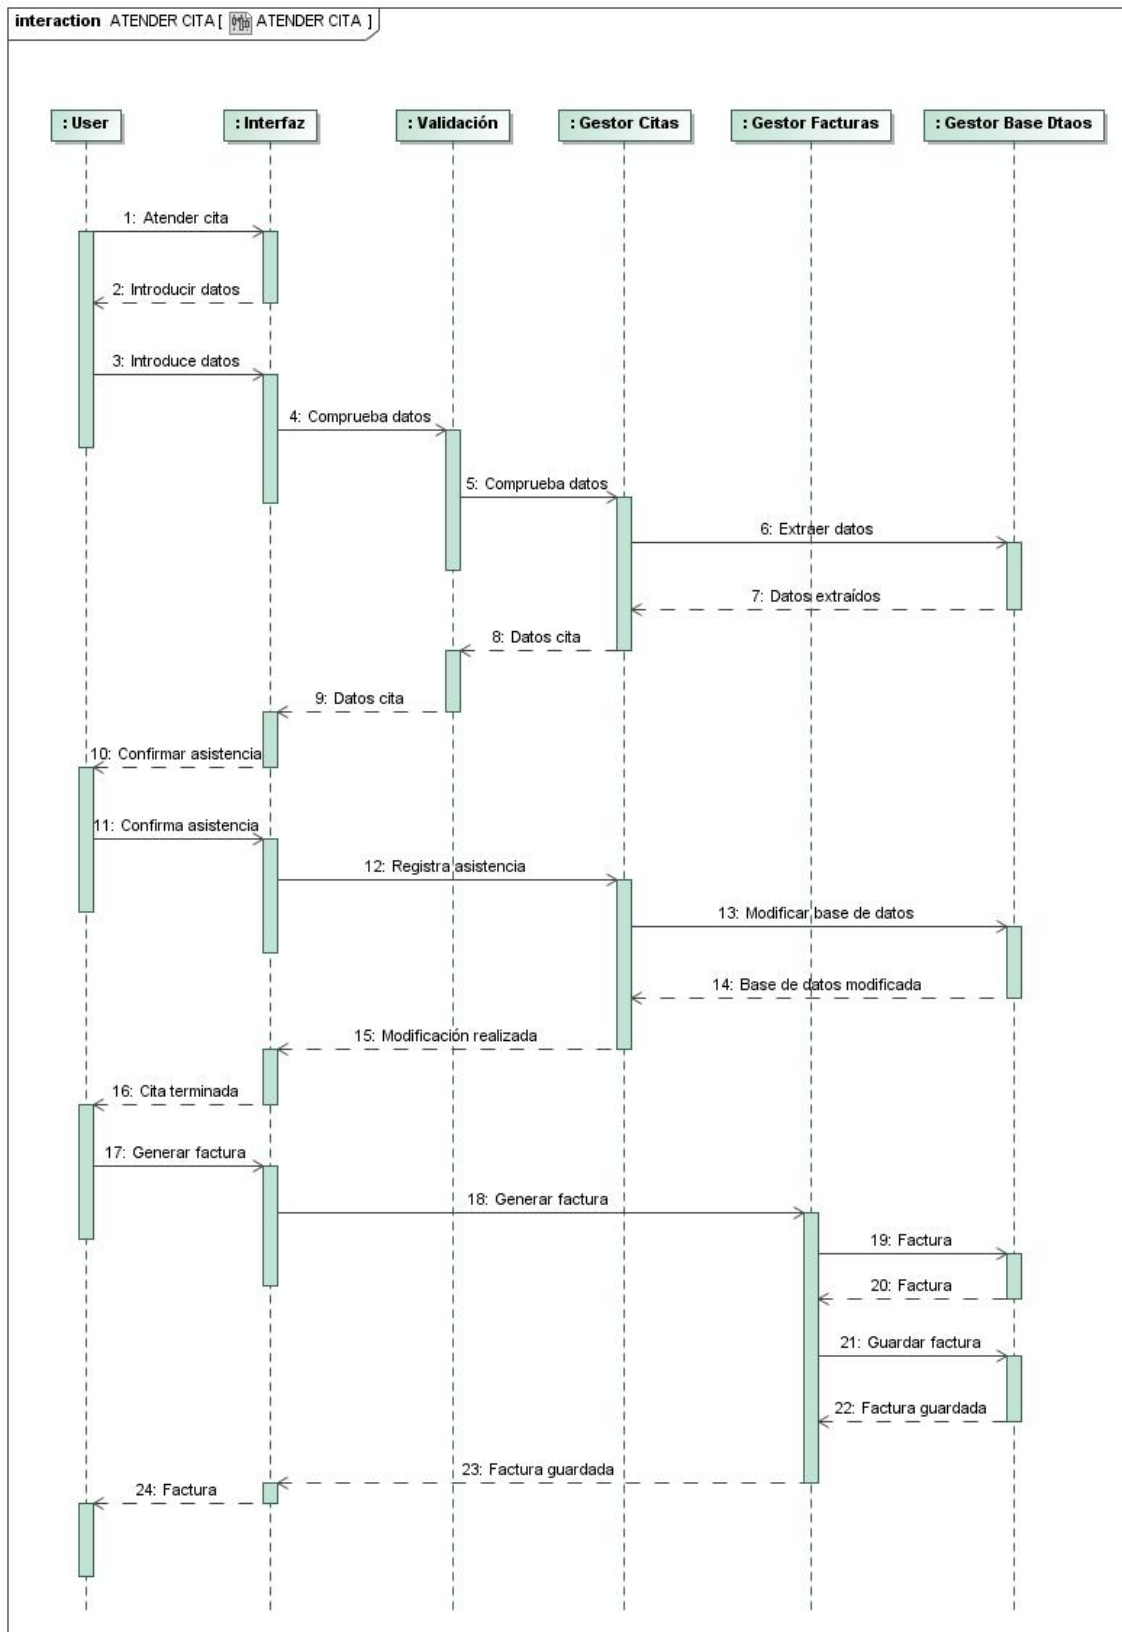 interaction ATENDER CITA [ ATENDER CITA ]
: User
: Interfaz
: Validación
: Gestor Citas
: Gestor Facturas
: Gestor Base Dtaos
1: Atender cita
2: Introducir datos
3: Introduce datos
4: Comprueba datos
5: Comprueba datos
6: Extraer datos
7: Datos extraídos
8: Datos cita
9: Datos cita
10: Confirmar asistencia
11: Confirma asistencia
12: Registra asistencia
13: Modificar base de datos
14: Base de datos modificada
15: Modificación realizada
16: Cita terminada
17: Generar factura
18: Generar factura
19: Factura
20: Factura
21: Guardar factura
22: Factura guardada
23: Factura guardada
24: Factura